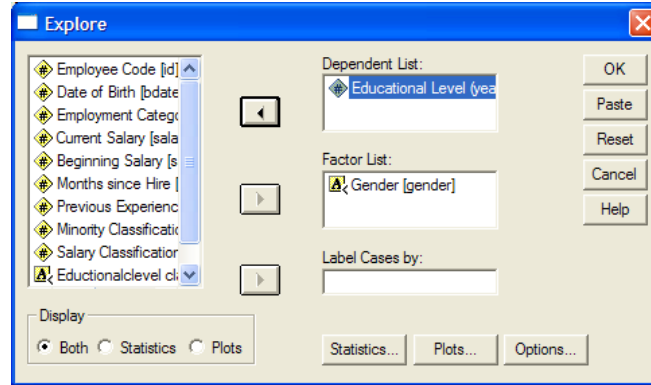 Explore
Employee Code [id]
Date of Birth [bdate
Employment Catego
Current Salary [sala
Beginning Salary [s
Months since Hire [
Previous Experienc
Minority Classificatio
Salary Classification
Eductionalclevel cla
Display
Both Statistics Plots
Dependent List:
Educational Level (yea
Factor List:
Gender [gender]
Label Cases by:
Statistics... Plots... Options...
OK
Paste
Reset
Cancel
Help